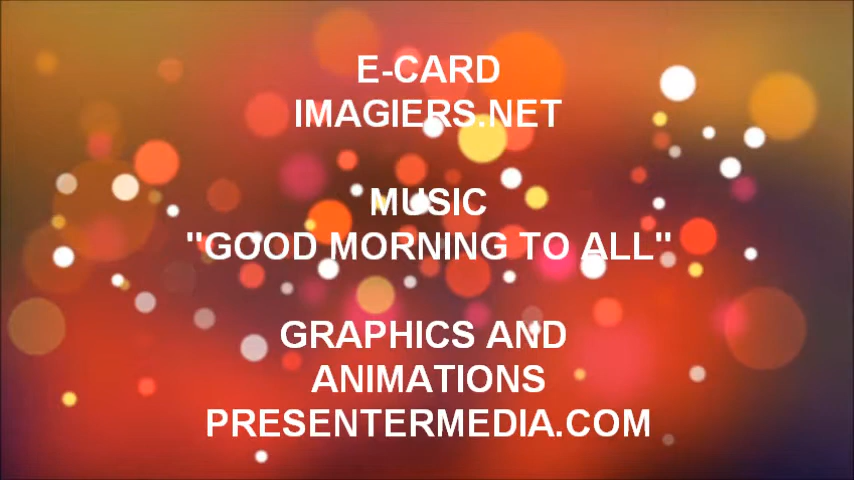 E-CARD
IMAGIERS.NET
MUSIC
"GOOD MORNING TO ALL"
GRAPHICS AND
ANIMATIONS
PRESENTERMEDIA.COM